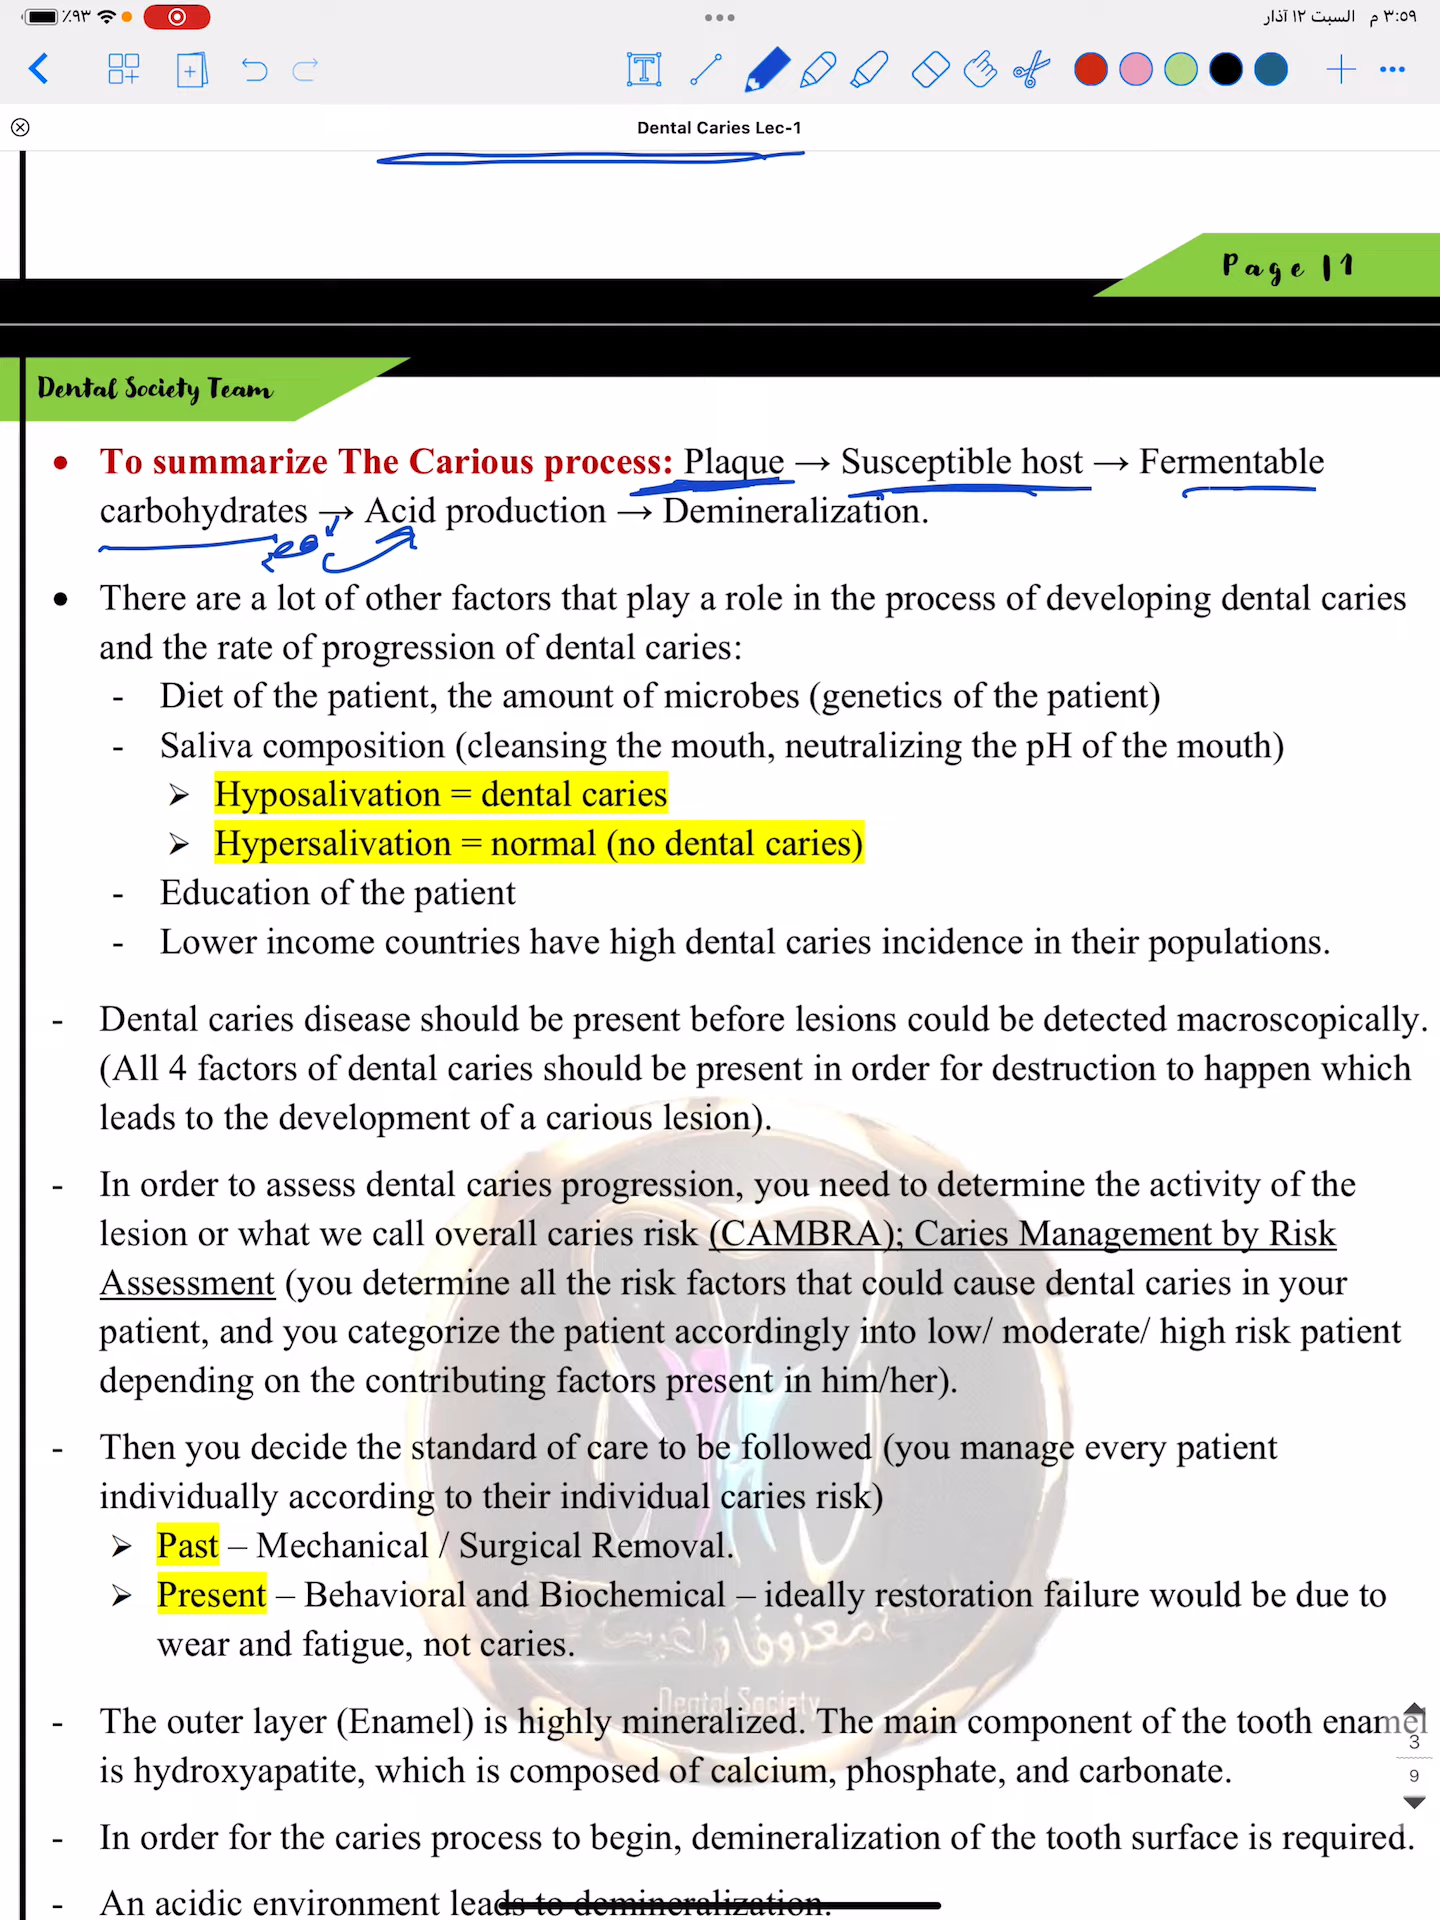 ٪٩٣
السبت ١٢ آذار ٣:٥٩ م
Dental Caries Lec-1
Page | 1
Dental Society Team
• To summarize The Carious process: Plaque → Susceptible host → Fermentable
carbohydrates → Acid production → Demineralization.
• There are a lot of other factors that play a role in the process of developing dental caries
and the rate of progression of dental caries:
- Diet of the patient, the amount of microbes (genetics of the patient)
- Saliva composition (cleansing the mouth, neutralizing the pH of the mouth)
➢ Hyposalivation = dental caries
➢ Hypersalivation = normal (no dental caries)
- Education of the patient
- Lower income countries have high dental caries incidence in their populations.
- Dental caries disease should be present before lesions could be detected macroscopically.
(All 4 factors of dental caries should be present in order for destruction to happen which
leads to the development of a carious lesion).
- In order to assess dental caries progression, you need to determine the activity of the
lesion or what we call overall caries risk (CAMBRA); Caries Management by Risk
Assessment (you determine all the risk factors that could cause dental caries in your
patient, and you categorize the patient accordingly into low/ moderate/ high risk patient
depending on the contributing factors present in him/her).
- Then you decide the standard of care to be followed (you manage every patient
individually according to their individual caries risk)
➢ Past – Mechanical / Surgical Removal.
➢ Present – Behavioral and Biochemical – ideally restoration failure would be due to
wear and fatigue, not caries.
Dental Society
- The outer layer (Enamel) is highly mineralized. The main component of the tooth enamel
is hydroxyapatite, which is composed of calcium, phosphate, and carbonate.
3
9
- In order for the caries process to begin, demineralization of the tooth surface is required.
- An acidic environment leads to demineralization.